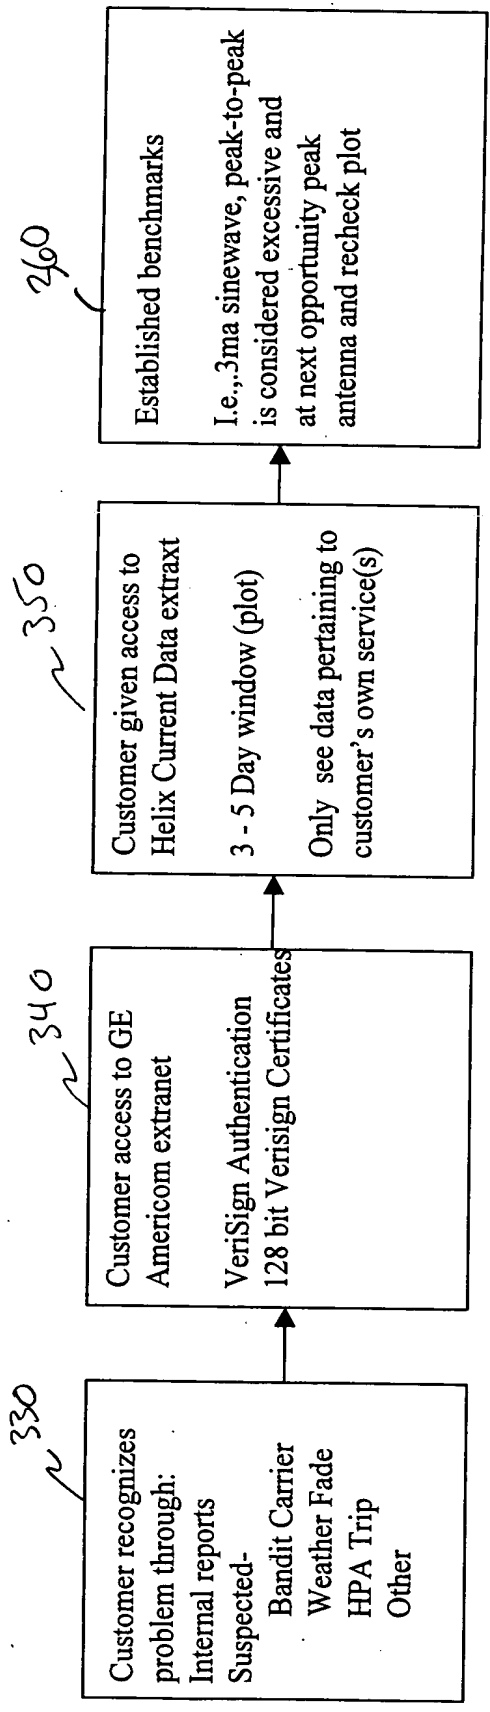 330
Customer recognizes
problem through:
Internal reports
Suspected-
Bandit Carrier
Weather Fade
HPA Trip
Other
340
Customer access to GE
Americom extranet
VeriSign Authentication
128 bit Verisign Certificates
350
Customer given access to
Helix Current Data extraxt
3 - 5 Day window (plot)
Only see data pertaining to
customer's own service(s)
360
Established benchmarks
I.e.,.3ma sinewave, peak-to-peak
is considered excessive and
at next opportunity peak
antenna and recheck plot